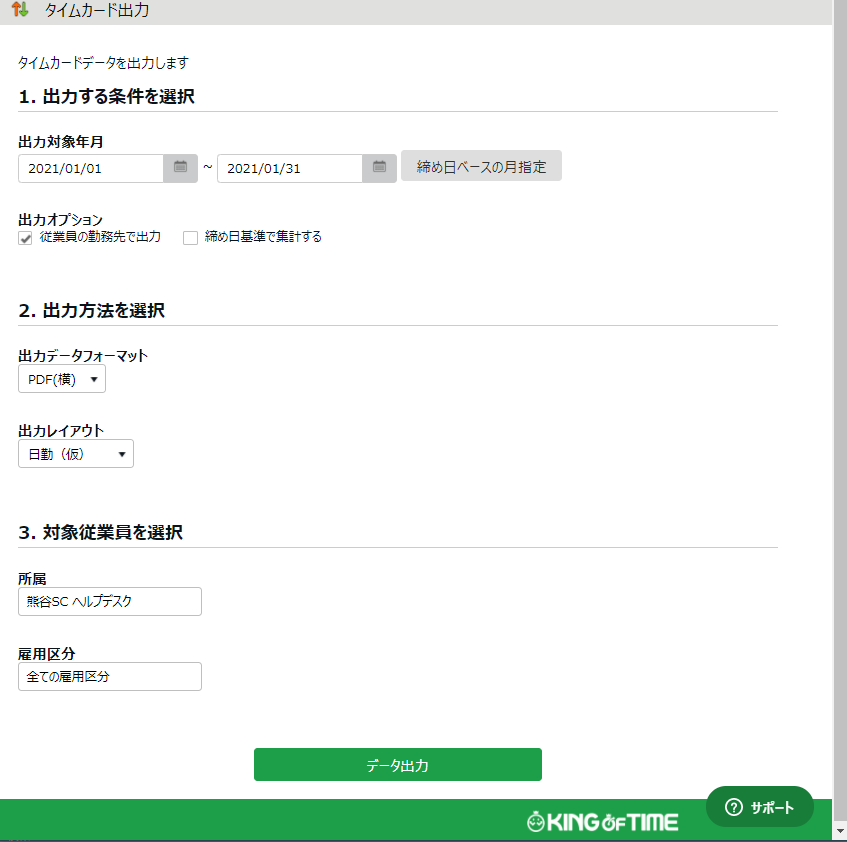 タイムカード出力
タイムカードデータを出力します
1. 出力する条件を選択
出力対象年月
2021/01/01 ~ 2021/01/31 締め日ベースの月指定
出力オプション
従業員の勤務先で出力 締め日基準で集計する
2. 出力方法を選択
出力データフォーマット
PDF(横)
出力レイアウト
日勤（仮）
3. 対象従業員を選択
所属
熊谷SC ヘルプデスク
雇用区分
全ての雇用区分
データ出力
サポート
KING OF TIME